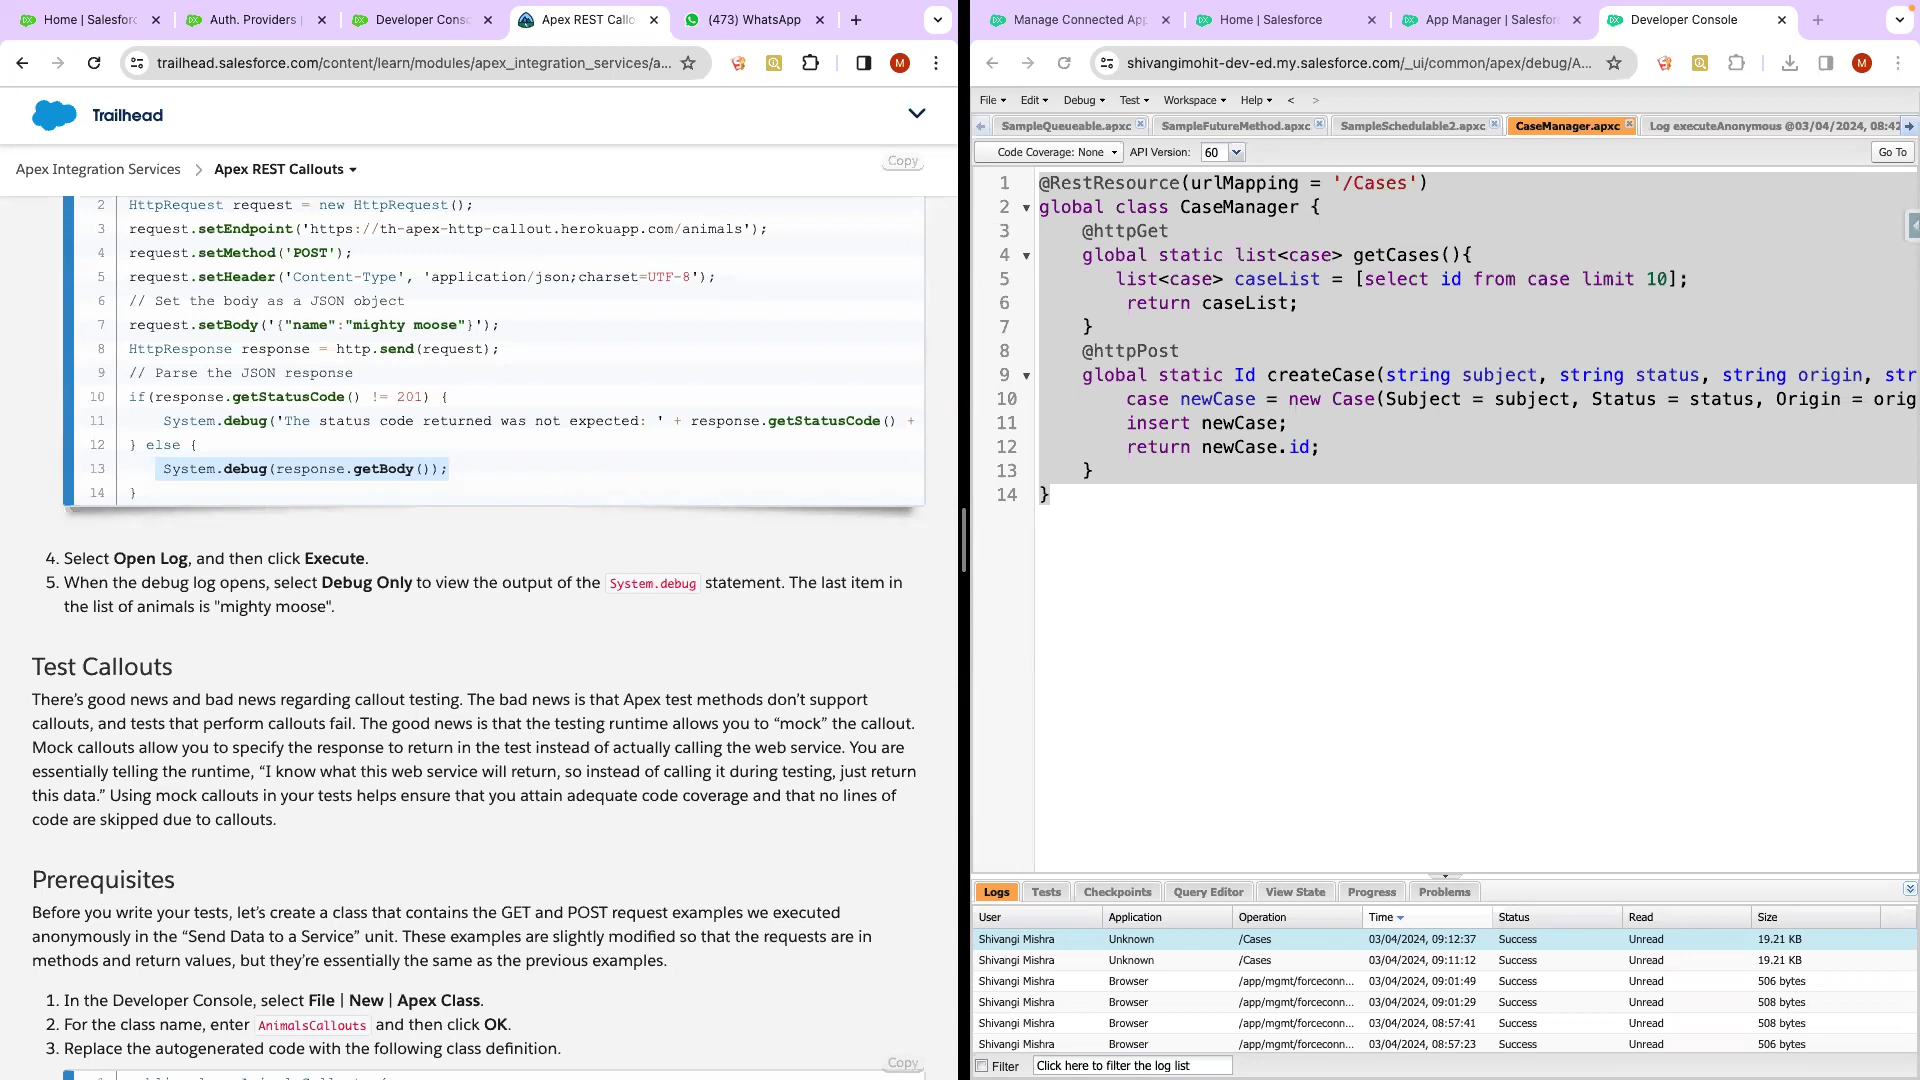 Home | Salesforc
Auth. Providers |
Developer Cons
Apex REST Callo
(473) WhatsApp
trailhead.salesforce.com/content/learn/modules/apex_integration_services/a...
M
Trailhead
Apex Integration Services
Apex REST Callouts
Copy
2 HttpRequest request = new HttpRequest();
3 request.setEndpoint('https://th-apex-http-callout.herokuapp.com/animals');
4 request.setMethod('POST');
5 request.setHeader('Content-Type', 'application/json;charset=UTF-8');
6 // Set the body as a JSON object
7 request.setBody('{"name":"mighty moose"}');
8 HttpResponse response = http.send(request);
9 // Parse the JSON response
10 if(response.getStatusCode() != 201) {
11 System.debug('The status code returned was not expected: ' + response.getStatusCode() +
12 } else {
13 System.debug(response.getBody());
14 }
4. Select Open Log, and then click Execute.
5. When the debug log opens, select Debug Only to view the output of the System.debug statement. The last item in
the list of animals is "mighty moose".
Test Callouts
There's good news and bad news regarding callout testing. The bad news is that Apex test methods don't support
callouts, and tests that perform callouts fail. The good news is that the testing runtime allows you to “mock” the callout.
Mock callouts allow you to specify the response to return in the test instead of actually calling the web service. You are
essentially telling the runtime, “I know what this web service will return, so instead of calling it during testing, just return
this data.” Using mock callouts in your tests helps ensure that you attain adequate code coverage and that no lines of
code are skipped due to callouts.
Prerequisites
Before you write your tests, let's create a class that contains the GET and POST request examples we executed
anonymously in the “Send Data to a Service” unit. These examples are slightly modified so that the requests are in
methods and return values, but they're essentially the same as the previous examples.
1. In the Developer Console, select File | New | Apex Class.
2. For the class name, enter AnimalsCallouts and then click OK.
3. Replace the autogenerated code with the following class definition.
Copy
Manage Connected App
Home | Salesforce
App Manager | Salesfor
Developer Console
shivangimohit-dev-ed.my.salesforce.com/_ui/common/apex/debug/A...
M
File Edit Debug Test Workspace Help < >
SampleQueueable.apxc SampleFutureMethod.apxc SampleSchedulable2.apxc CaseManager.apxc Log executeAnonymous @03/04/2024, 08:42
Code Coverage: None API Version: 60 Go To
1 @RestResource(urlMapping = '/Cases')
2 global class CaseManager {
3 @httpGet
4 global static list<case> getCases(){
5 list<case> caseList = [select id from case limit 10];
6 return caseList;
7 }
8 @httpPost
9 global static Id createCase(string subject, string status, string origin, str
10 case newCase = new Case(Subject = subject, Status = status, Origin = orig
11 insert newCase;
12 return newCase.id;
13 }
14 }
Logs Tests Checkpoints Query Editor View State Progress Problems
User Application Operation Time Status Read Size
Shivangi Mishra Unknown /Cases 03/04/2024, 09:12:37 Success Unread 19.21 KB
Shivangi Mishra Unknown /Cases 03/04/2024, 09:11:12 Success Unread 19.21 KB
Shivangi Mishra Browser /app/mgmt/forceconn... 03/04/2024, 09:01:49 Success Unread 506 bytes
Shivangi Mishra Browser /app/mgmt/forceconn... 03/04/2024, 09:01:29 Success Unread 508 bytes
Shivangi Mishra Browser /app/mgmt/forceconn... 03/04/2024, 08:57:41 Success Unread 508 bytes
Shivangi Mishra Browser /app/mgmt/forceconn... 03/04/2024, 08:57:23 Success Unread 506 bytes
Filter Click here to filter the log list